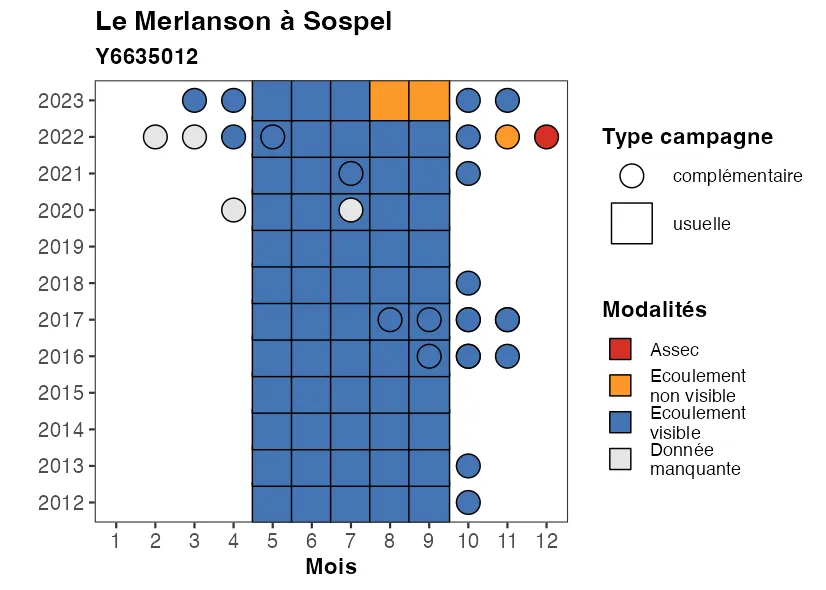 Le Merlanson à Sospel
Y6635012
2023
2022
2021
2020
2019
2018
2017
2016
2015
2014
2013
2012
1 2 3 4 5 6 7 8 9 10 11 12
Mois
Type campagne
complémentaire
usuelle
Modalités
Assec
Ecoulement
non visible
Ecoulement
visible
Donnée
manquante